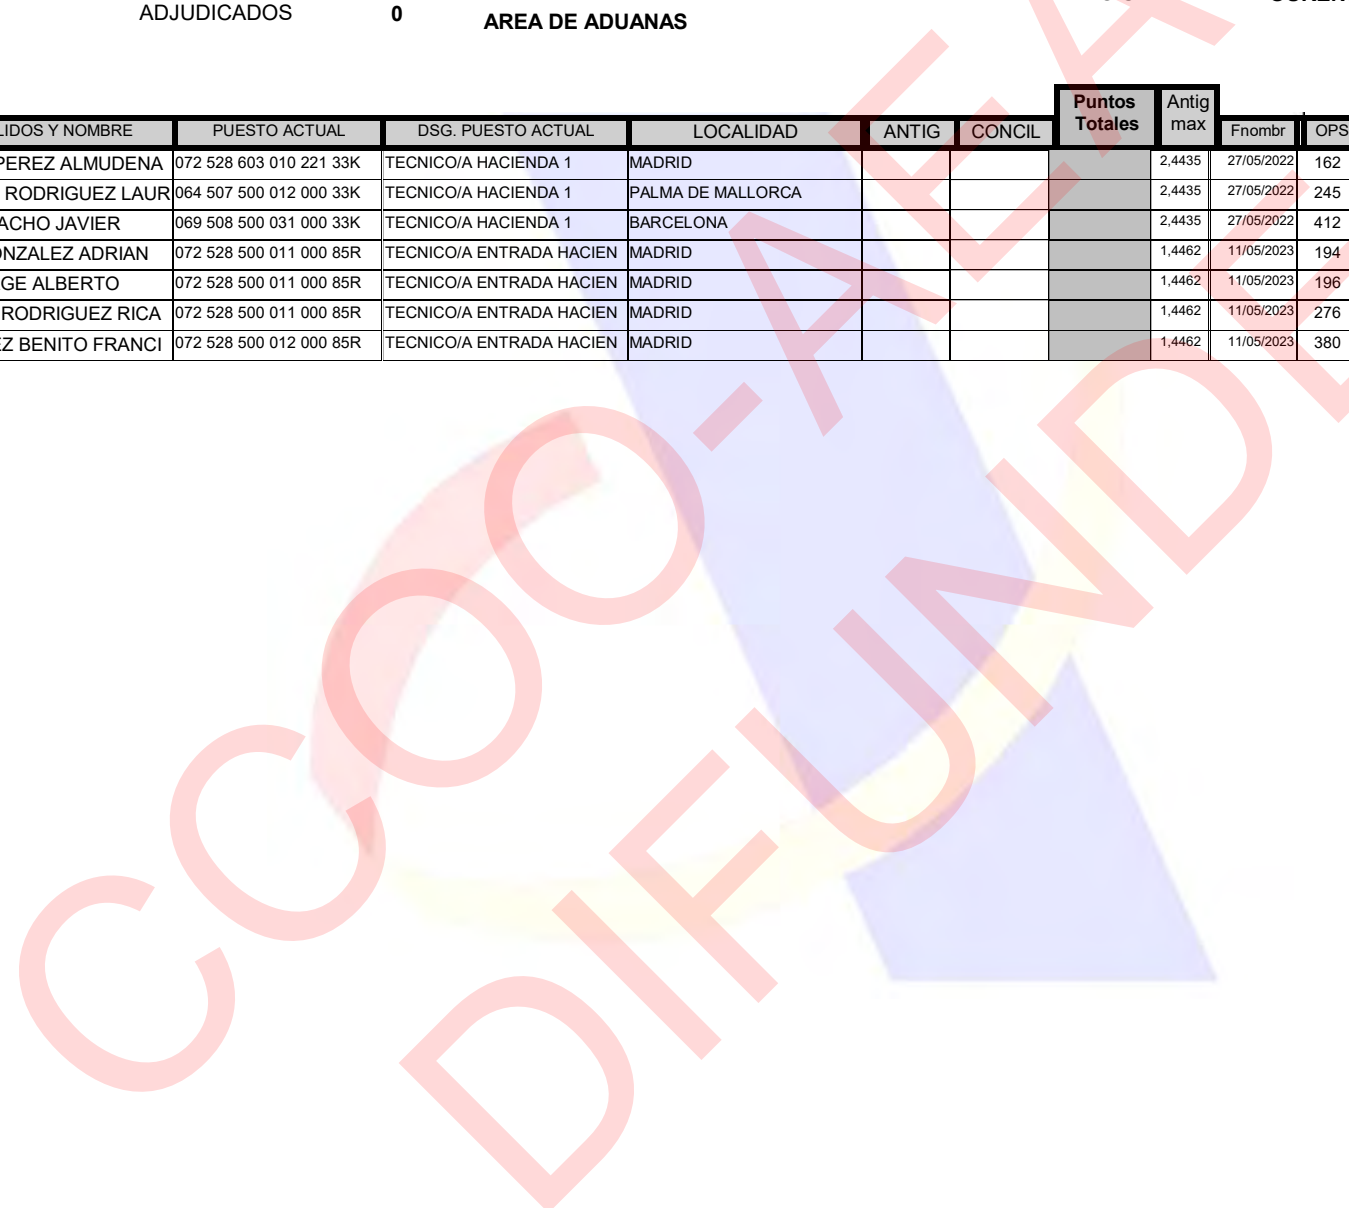 ADJUDICADOS 0 AREA DE ADUANAS
LIDOS Y NOMBRE PUESTO ACTUAL DSG. PUESTO ACTUAL LOCALIDAD ANTIG CONCIL Puntos Totales Antig max Fnombr OPS
PEREZ ALMUDENA 072 528 603 010 221 33K TECNICO/A HACIENDA 1 MADRID 2,4435 27/05/2022 162
RODRIGUEZ LAUR 064 507 500 012 000 33K TECNICO/A HACIENDA 1 PALMA DE MALLORCA 2,4435 27/05/2022 245
ACHO JAVIER 069 508 500 031 000 33K TECNICO/A HACIENDA 1 BARCELONA 2,4435 27/05/2022 412
ONZALEZ ADRIAN 072 528 500 011 000 85R TECNICO/A ENTRADA HACIEN MADRID 1,4462 11/05/2023 194
GE ALBERTO 072 528 500 011 000 85R TECNICO/A ENTRADA HACIEN MADRID 1,4462 11/05/2023 196
RODRIGUEZ RICA 072 528 500 011 000 85R TECNICO/A ENTRADA HACIEN MADRID 1,4462 11/05/2023 276
EZ BENITO FRANCI 072 528 500 012 000 85R TECNICO/A ENTRADA HACIEN MADRID 1,4462 11/05/2023 380
CCOO-AEA
DIFUNDE